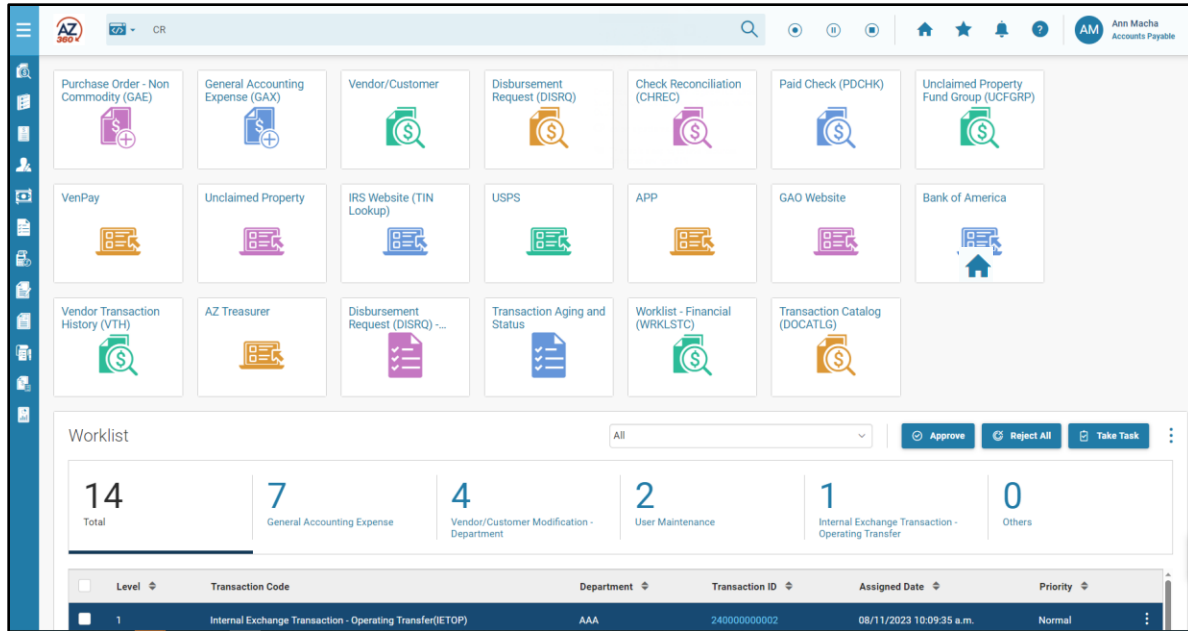 AZ
360
CR
AM
Ann Macha
Accounts Payable
Purchase Order - Non
Commodity (GAE)
General Accounting
Expense (GAX)
Vendor/Customer
Disbursement
Request (DISRQ)
Check Reconciliation
(CHREC)
Paid Check (PDCHK)
Unclaimed Property
Fund Group (UCFGRP)
VenPay
Unclaimed Property
IRS Website (TIN
Lookup)
USPS
APP
GAO Website
Bank of America
Vendor Transaction
History (VTH)
AZ Treasurer
Disbursement
Request (DISRQ) -...
Transaction Aging and
Status
Worklist - Financial
(WRKLSTC)
Transaction Catalog
(DOCATLG)
Worklist
All
Approve
Reject All
Take Task
14
Total
7
General Accounting Expense
4
Vendor/Customer Modification -
Department
2
User Maintenance
1
Internal Exchange Transaction -
Operating Transfer
0
Others
Level Transaction Code Department Transaction ID Assigned Date Priority
1 Internal Exchange Transaction - Operating Transfer(IETOP) AAA 240000000002 08/11/2023 10:09:35 a.m. Normal